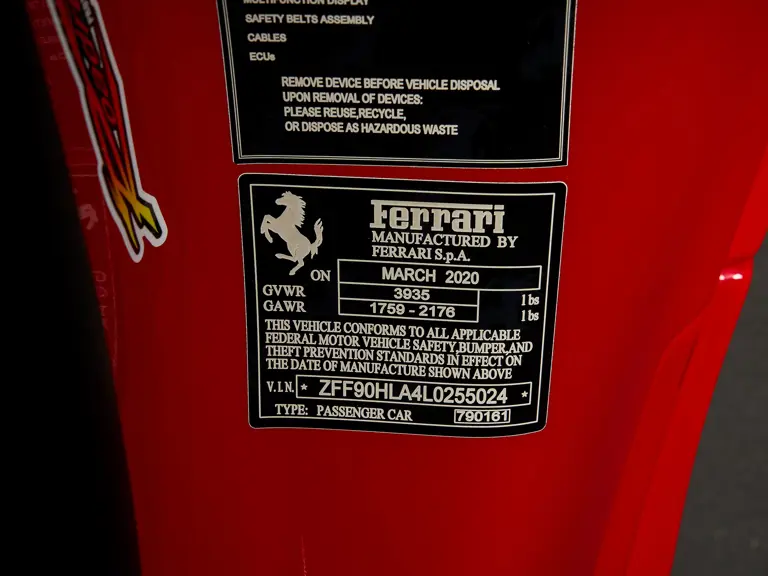 MULTIFUNCTION DISPLAY
SAFETY BELTS ASSEMBLY
CABLES
ECUs
REMOVE DEVICE BEFORE VEHICLE DISPOSAL
UPON REMOVAL OF DEVICES:
PLEASE REUSE,RECYCLE,
OR DISPOSE AS HAZARDOUS WASTE
Ferrari
MANUFACTURED BY
FERRARI S.p.A.
ON MARCH 2020
GVWR 3935 lbs
GAWR 1759 - 2176 lbs
THIS VEHICLE CONFORMS TO ALL APPLICABLE
FEDERAL MOTOR VEHICLE SAFETY,BUMPER,AND
THEFT PREVENTION STANDARDS IN EFFECT ON
THE DATE OF MANUFACTURE SHOWN ABOVE
V.I.N. * ZFF90HLA4L0255024 *
TYPE: PASSENGER CAR 790161